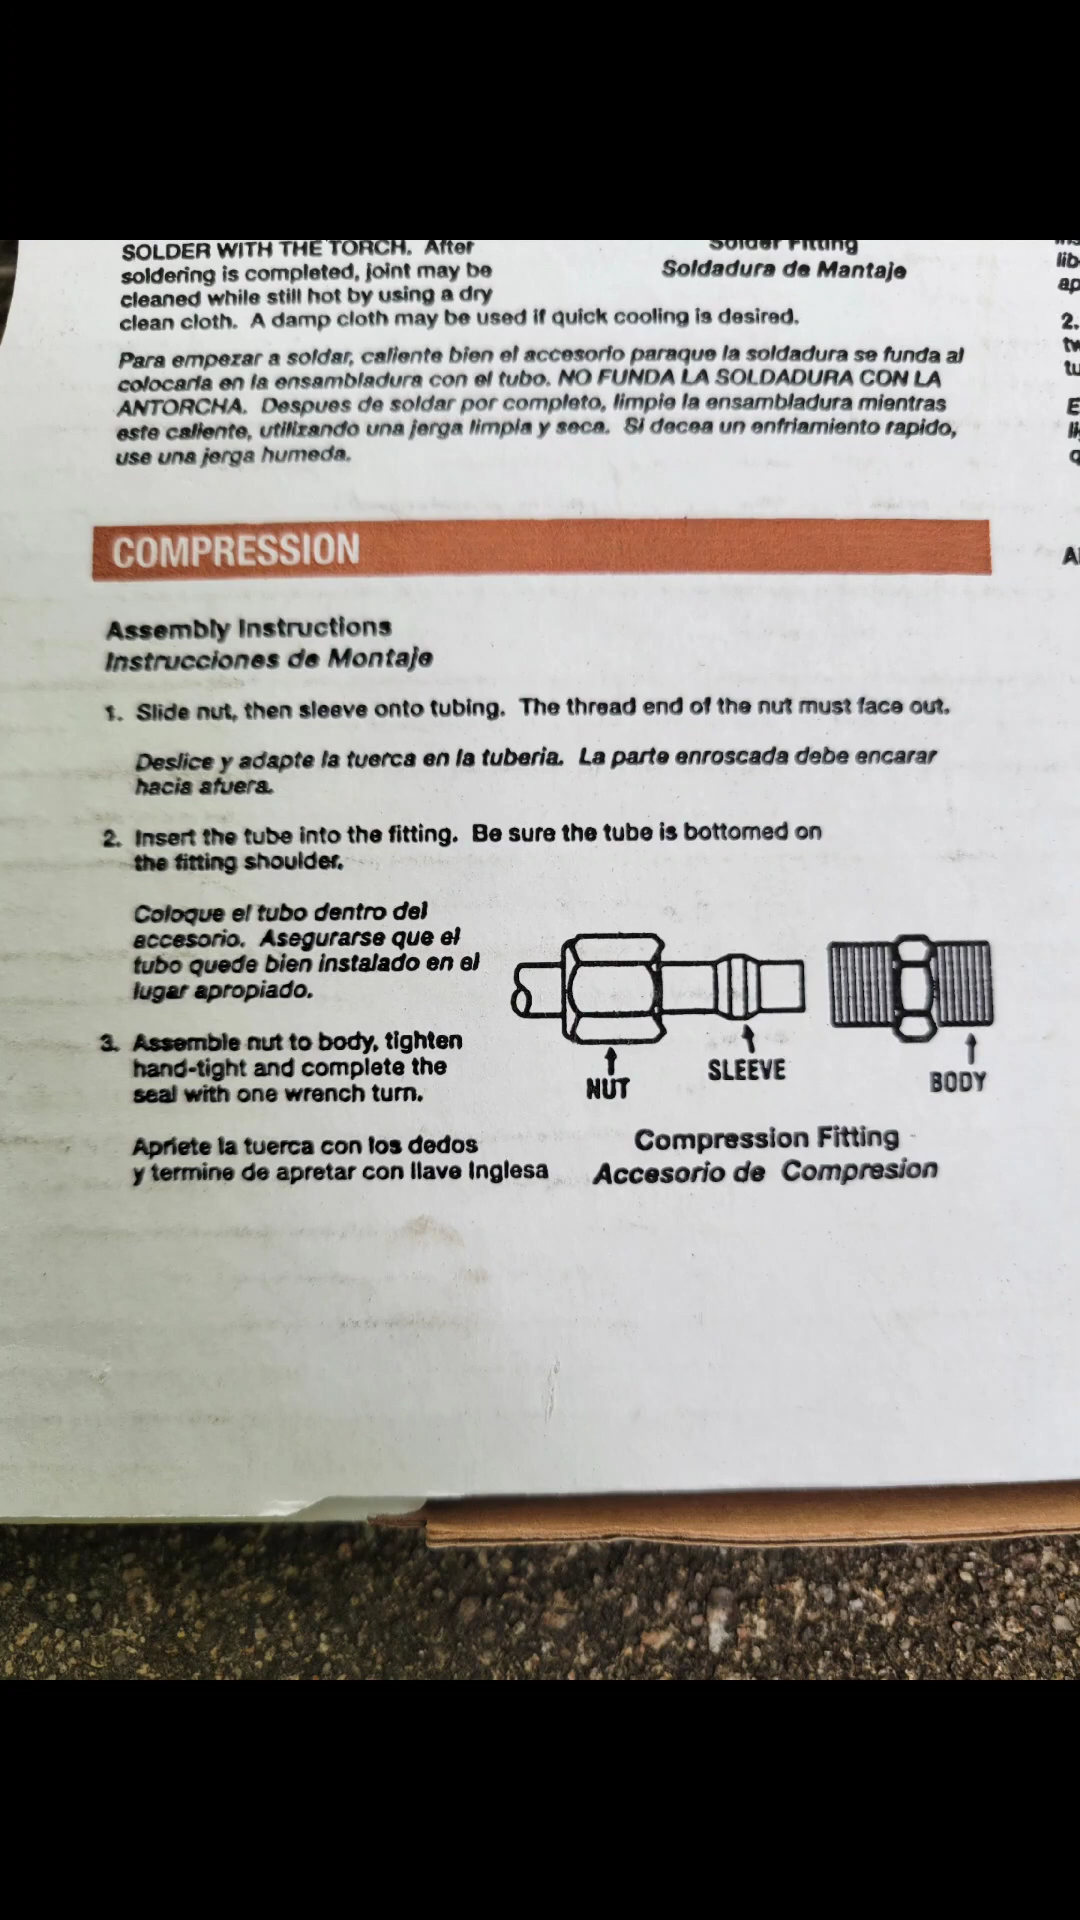 SOLDER WITH THE TORCH. After
soldering is completed, joint may be
cleaned while still hot by using a dry
clean cloth. A damp cloth may be used if quick cooling is desired.
Solder Fitting
Soldadura de Mantaje
Para empezar a soldar, caliente bien el accesorio paraque la soldadura se funda al
colocarla en la ensambladura con el tubo. NO FUNDA LA SOLDADURA CON LA
ANTORCHA. Despues de soldar por completo, limpie la ensambladura mientras
este caliente, utilizando una jerga limpia y seca. Si decea un enfriamiento rapido,
use una jerga humeda.
COMPRESSION
Assembly Instructions
Instrucciones de Montaje
1. Slide nut, then sleeve onto tubing. The thread end of the nut must face out.
Deslice y adapte la tuerca en la tuberia. La parte enroscada debe encarar
hacia afuera.
2. Insert the tube into the fitting. Be sure the tube is bottomed on
the fitting shoulder.
Coloque el tubo dentro del
accesorio. Asegurarse que el
tubo quede bien instalado en el
lugar apropiado.
3. Assemble nut to body, tighten
hand-tight and complete the
seal with one wrench turn.
Apriete la tuerca con los dedos
y termine de apretar con llave Inglesa
NUT
SLEEVE
BODY
Compression Fitting
Accesorio de Compresion
2.